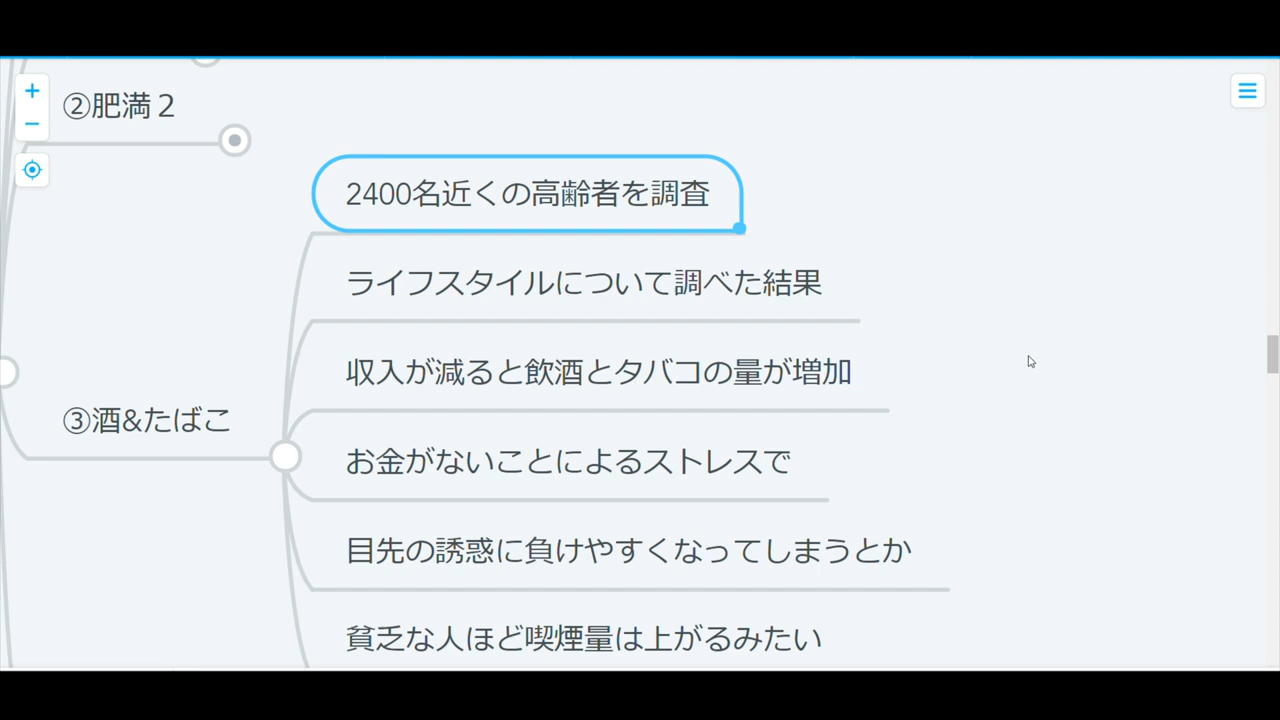 ②肥満２
2400名近くの高齢者を調査
ライフスタイルについて調べた結果
収入が減ると飲酒とタバコの量が増加
③酒&たばこ
お金がないことによるストレスで
目先の誘惑に負けやすくなってしまうとか
貧乏な人ほど喫煙量は上がるみたい